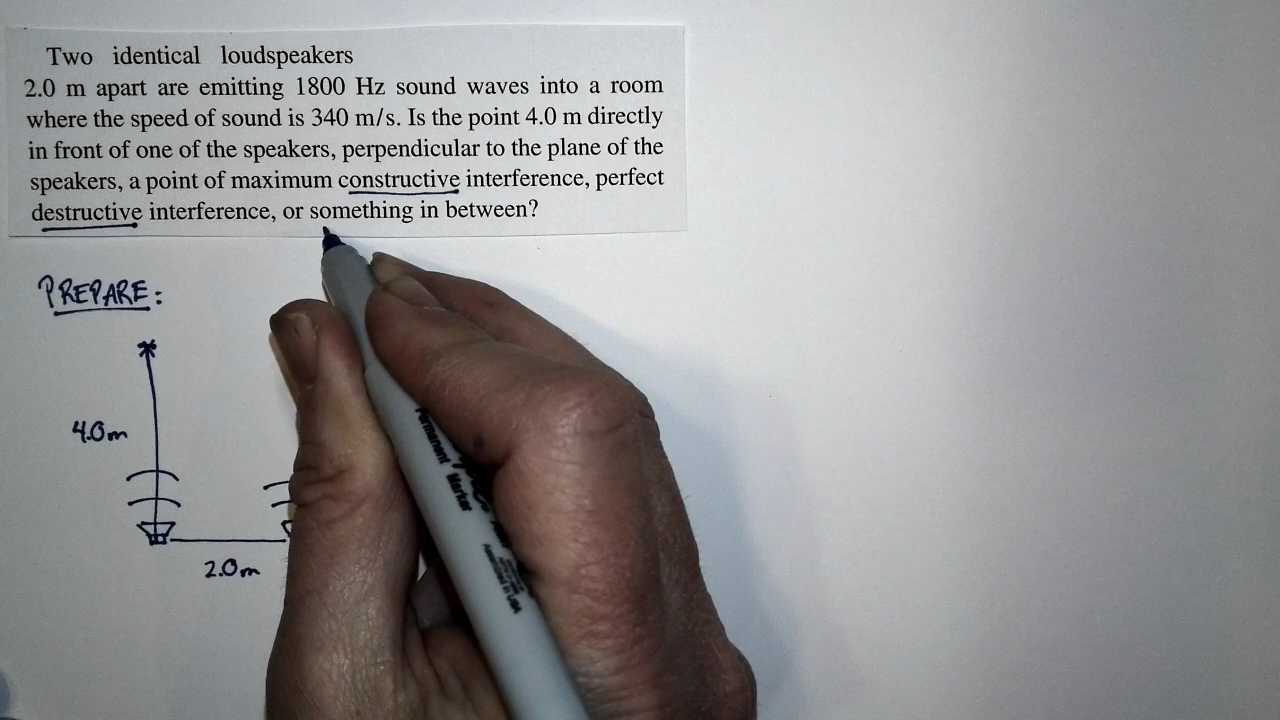 Two identical loudspeakers
2.0 m apart are emitting 1800 Hz sound waves into a room
where the speed of sound is 340 m/s. Is the point 4.0 m directly
in front of one of the speakers, perpendicular to the plane of the
speakers, a point of maximum constructive interference, perfect
destructive interference, or something in between?
PREPARE:
4.0m
2.0m
Permanent Marker